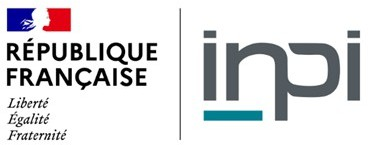 RÉPUBLIQUE
FRANÇAISE
Liberté
Égalité
Fraternité
inpi